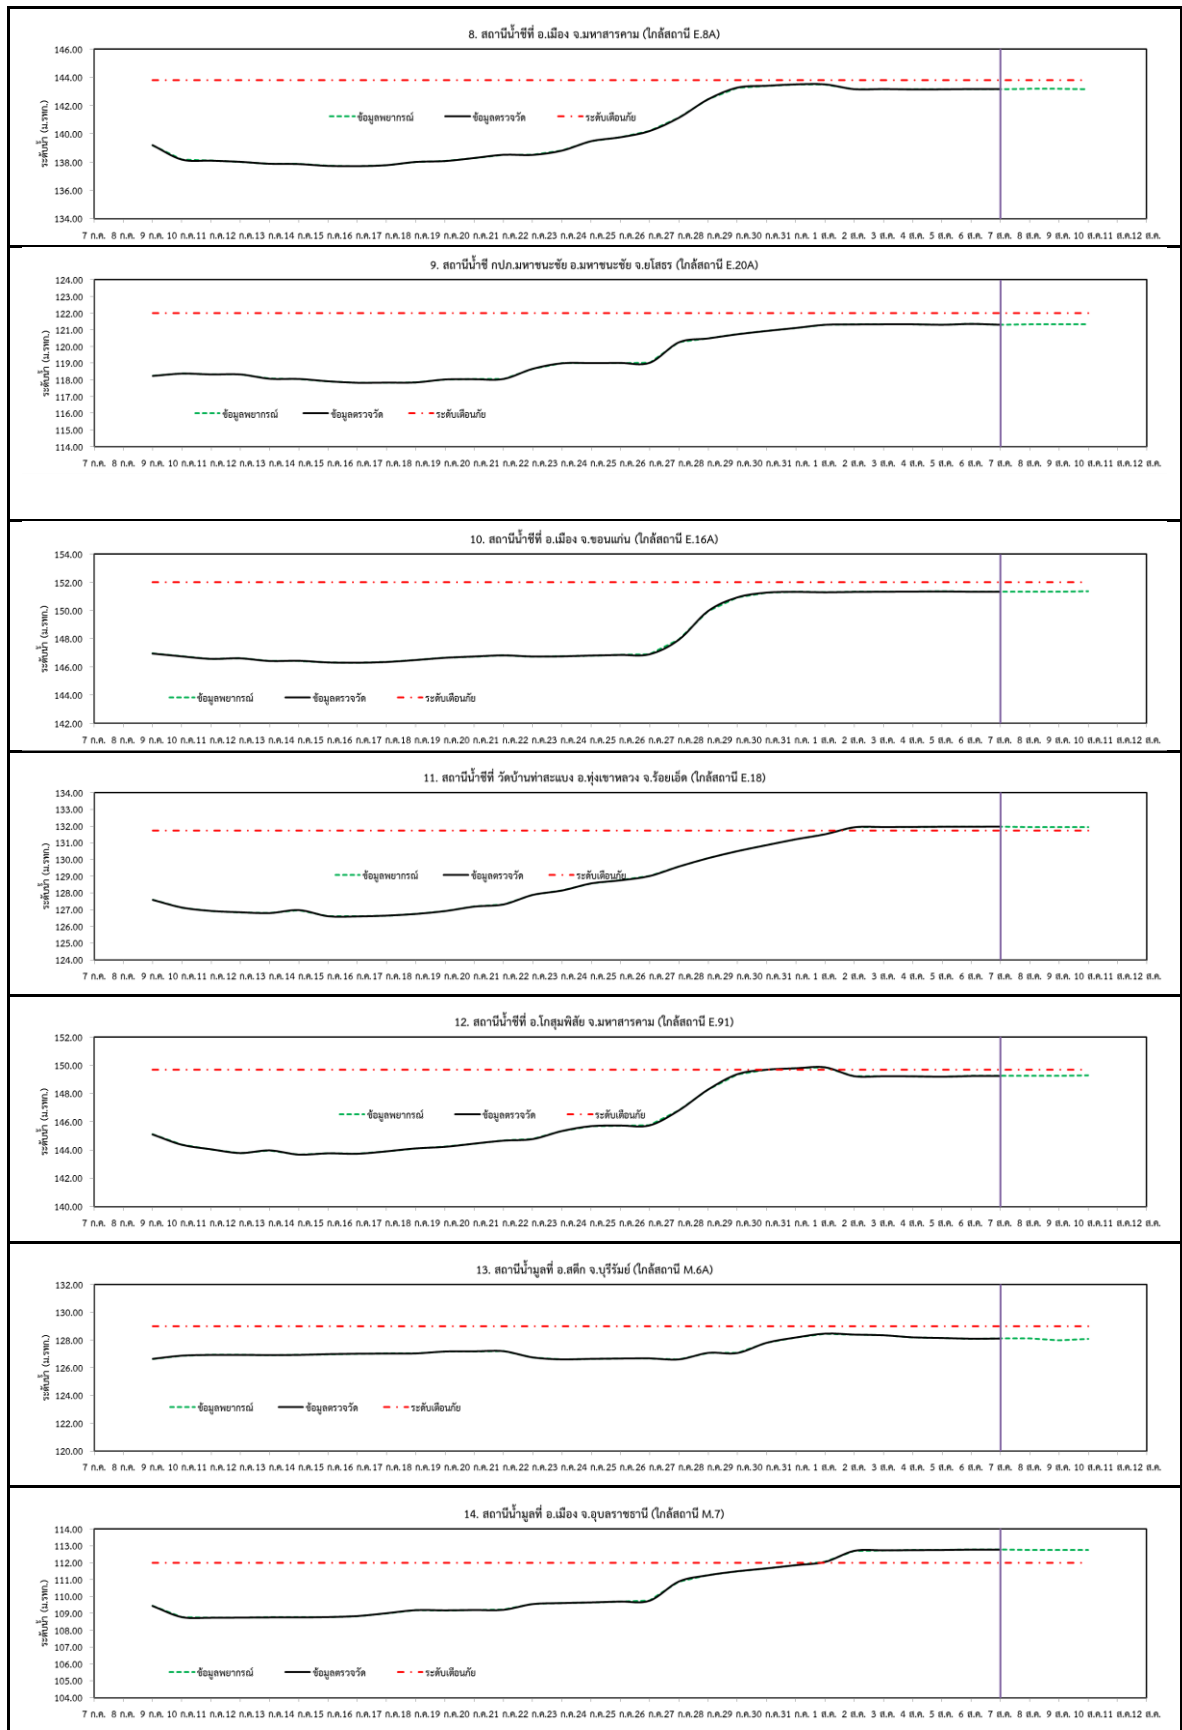 8. สถานีน้ำชีที่ อ.เมือง จ.มหาสารคาม (ใกล้สถานี E.8A)
ระดับน้ำ (ม.รทก.)
146.00
144.00
142.00
140.00
138.00
136.00
134.00
ข้อมูลพยากรณ์ ข้อมูลตรวจวัด ระดับเตือนภัย
7 ก.ค. 8 ก.ค. 9 ก.ค. 10 ก.ค. 11 ก.ค. 12 ก.ค. 13 ก.ค. 14 ก.ค. 15 ก.ค. 16 ก.ค. 17 ก.ค. 18 ก.ค. 19 ก.ค. 20 ก.ค. 21 ก.ค. 22 ก.ค. 23 ก.ค. 24 ก.ค. 25 ก.ค. 26 ก.ค. 27 ก.ค. 28 ก.ค. 29 ก.ค. 30 ก.ค. 31 ก.ค. 1 ส.ค. 2 ส.ค. 3 ส.ค. 4 ส.ค. 5 ส.ค. 6 ส.ค. 7 ส.ค. 8 ส.ค. 9 ส.ค. 10 ส.ค. 11 ส.ค. 12 ส.ค.
9. สถานีน้ำชี กปภ.มหาชนะชัย อ.มหาชนะชัย จ.ยโสธร (ใกล้สถานี E.20A)
ระดับน้ำ (ม.รทก.)
124.00
123.00
122.00
121.00
120.00
119.00
118.00
117.00
116.00
115.00
114.00
ข้อมูลพยากรณ์ ข้อมูลตรวจวัด ระดับเตือนภัย
7 ก.ค. 8 ก.ค. 9 ก.ค. 10 ก.ค. 11 ก.ค. 12 ก.ค. 13 ก.ค. 14 ก.ค. 15 ก.ค. 16 ก.ค. 17 ก.ค. 18 ก.ค. 19 ก.ค. 20 ก.ค. 21 ก.ค. 22 ก.ค. 23 ก.ค. 24 ก.ค. 25 ก.ค. 26 ก.ค. 27 ก.ค. 28 ก.ค. 29 ก.ค. 30 ก.ค. 31 ก.ค. 1 ส.ค. 2 ส.ค. 3 ส.ค. 4 ส.ค. 5 ส.ค. 6 ส.ค. 7 ส.ค. 8 ส.ค. 9 ส.ค. 10 ส.ค. 11 ส.ค. 12 ส.ค.
10. สถานีน้ำชีที่ อ.เมือง จ.ขอนแก่น (ใกล้สถานี E.16A)
ระดับน้ำ (ม.รทก.)
154.00
152.00
150.00
148.00
146.00
144.00
142.00
ข้อมูลพยากรณ์ ข้อมูลตรวจวัด ระดับเตือนภัย
7 ก.ค. 8 ก.ค. 9 ก.ค. 10 ก.ค. 11 ก.ค. 12 ก.ค. 13 ก.ค. 14 ก.ค. 15 ก.ค. 16 ก.ค. 17 ก.ค. 18 ก.ค. 19 ก.ค. 20 ก.ค. 21 ก.ค. 22 ก.ค. 23 ก.ค. 24 ก.ค. 25 ก.ค. 26 ก.ค. 27 ก.ค. 28 ก.ค. 29 ก.ค. 30 ก.ค. 31 ก.ค. 1 ส.ค. 2 ส.ค. 3 ส.ค. 4 ส.ค. 5 ส.ค. 6 ส.ค. 7 ส.ค. 8 ส.ค. 9 ส.ค. 10 ส.ค. 11 ส.ค. 12 ส.ค.
11. สถานีน้ำชีที่ วัดบ้านท่าสะแบง อ.ทุ่งเขาหลวง จ.ร้อยเอ็ด (ใกล้สถานี E.18)
ระดับน้ำ (ม.รทก.)
134.00
133.00
132.00
131.00
130.00
129.00
128.00
127.00
126.00
125.00
124.00
ข้อมูลพยากรณ์ ข้อมูลตรวจวัด ระดับเตือนภัย
7 ก.ค. 8 ก.ค. 9 ก.ค. 10 ก.ค. 11 ก.ค. 12 ก.ค. 13 ก.ค. 14 ก.ค. 15 ก.ค. 16 ก.ค. 17 ก.ค. 18 ก.ค. 19 ก.ค. 20 ก.ค. 21 ก.ค. 22 ก.ค. 23 ก.ค. 24 ก.ค. 25 ก.ค. 26 ก.ค. 27 ก.ค. 28 ก.ค. 29 ก.ค. 30 ก.ค. 31 ก.ค. 1 ส.ค. 2 ส.ค. 3 ส.ค. 4 ส.ค. 5 ส.ค. 6 ส.ค. 7 ส.ค. 8 ส.ค. 9 ส.ค. 10 ส.ค. 11 ส.ค. 12 ส.ค.
12. สถานีน้ำชีที่ อ.โกสุมพิสัย จ.มหาสารคาม (ใกล้สถานี E.91)
ระดับน้ำ (ม.รทก.)
152.00
150.00
148.00
146.00
144.00
142.00
140.00
ข้อมูลพยากรณ์ ข้อมูลตรวจวัด ระดับเตือนภัย
7 ก.ค. 8 ก.ค. 9 ก.ค. 10 ก.ค. 11 ก.ค. 12 ก.ค. 13 ก.ค. 14 ก.ค. 15 ก.ค. 16 ก.ค. 17 ก.ค. 18 ก.ค. 19 ก.ค. 20 ก.ค. 21 ก.ค. 22 ก.ค. 23 ก.ค. 24 ก.ค. 25 ก.ค. 26 ก.ค. 27 ก.ค. 28 ก.ค. 29 ก.ค. 30 ก.ค. 31 ก.ค. 1 ส.ค. 2 ส.ค. 3 ส.ค. 4 ส.ค. 5 ส.ค. 6 ส.ค. 7 ส.ค. 8 ส.ค. 9 ส.ค. 10 ส.ค. 11 ส.ค. 12 ส.ค.
13. สถานีน้ำมูลที่ อ.สตึก จ.บุรีรัมย์ (ใกล้สถานี M.6A)
ระดับน้ำ (ม.รทก.)
132.00
130.00
128.00
126.00
124.00
122.00
120.00
ข้อมูลพยากรณ์ ข้อมูลตรวจวัด ระดับเตือนภัย
7 ก.ค. 8 ก.ค. 9 ก.ค. 10 ก.ค. 11 ก.ค. 12 ก.ค. 13 ก.ค. 14 ก.ค. 15 ก.ค. 16 ก.ค. 17 ก.ค. 18 ก.ค. 19 ก.ค. 20 ก.ค. 21 ก.ค. 22 ก.ค. 23 ก.ค. 24 ก.ค. 25 ก.ค. 26 ก.ค. 27 ก.ค. 28 ก.ค. 29 ก.ค. 30 ก.ค. 31 ก.ค. 1 ส.ค. 2 ส.ค. 3 ส.ค. 4 ส.ค. 5 ส.ค. 6 ส.ค. 7 ส.ค. 8 ส.ค. 9 ส.ค. 10 ส.ค. 11 ส.ค. 12 ส.ค.
14. สถานีน้ำมูลที่ อ.เมือง จ.อุบลราชธานี (ใกล้สถานี M.7)
ระดับน้ำ (ม.รทก.)
114.00
113.00
112.00
111.00
110.00
109.00
108.00
107.00
106.00
105.00
104.00
ข้อมูลพยากรณ์ ข้อมูลตรวจวัด ระดับเตือนภัย
7 ก.ค. 8 ก.ค. 9 ก.ค. 10 ก.ค. 11 ก.ค. 12 ก.ค. 13 ก.ค. 14 ก.ค. 15 ก.ค. 16 ก.ค. 17 ก.ค. 18 ก.ค. 19 ก.ค. 20 ก.ค. 21 ก.ค. 22 ก.ค. 23 ก.ค. 24 ก.ค. 25 ก.ค. 26 ก.ค. 27 ก.ค. 28 ก.ค. 29 ก.ค. 30 ก.ค. 31 ก.ค. 1 ส.ค. 2 ส.ค. 3 ส.ค. 4 ส.ค. 5 ส.ค. 6 ส.ค. 7 ส.ค. 8 ส.ค. 9 ส.ค. 10 ส.ค. 11 ส.ค. 12 ส.ค.